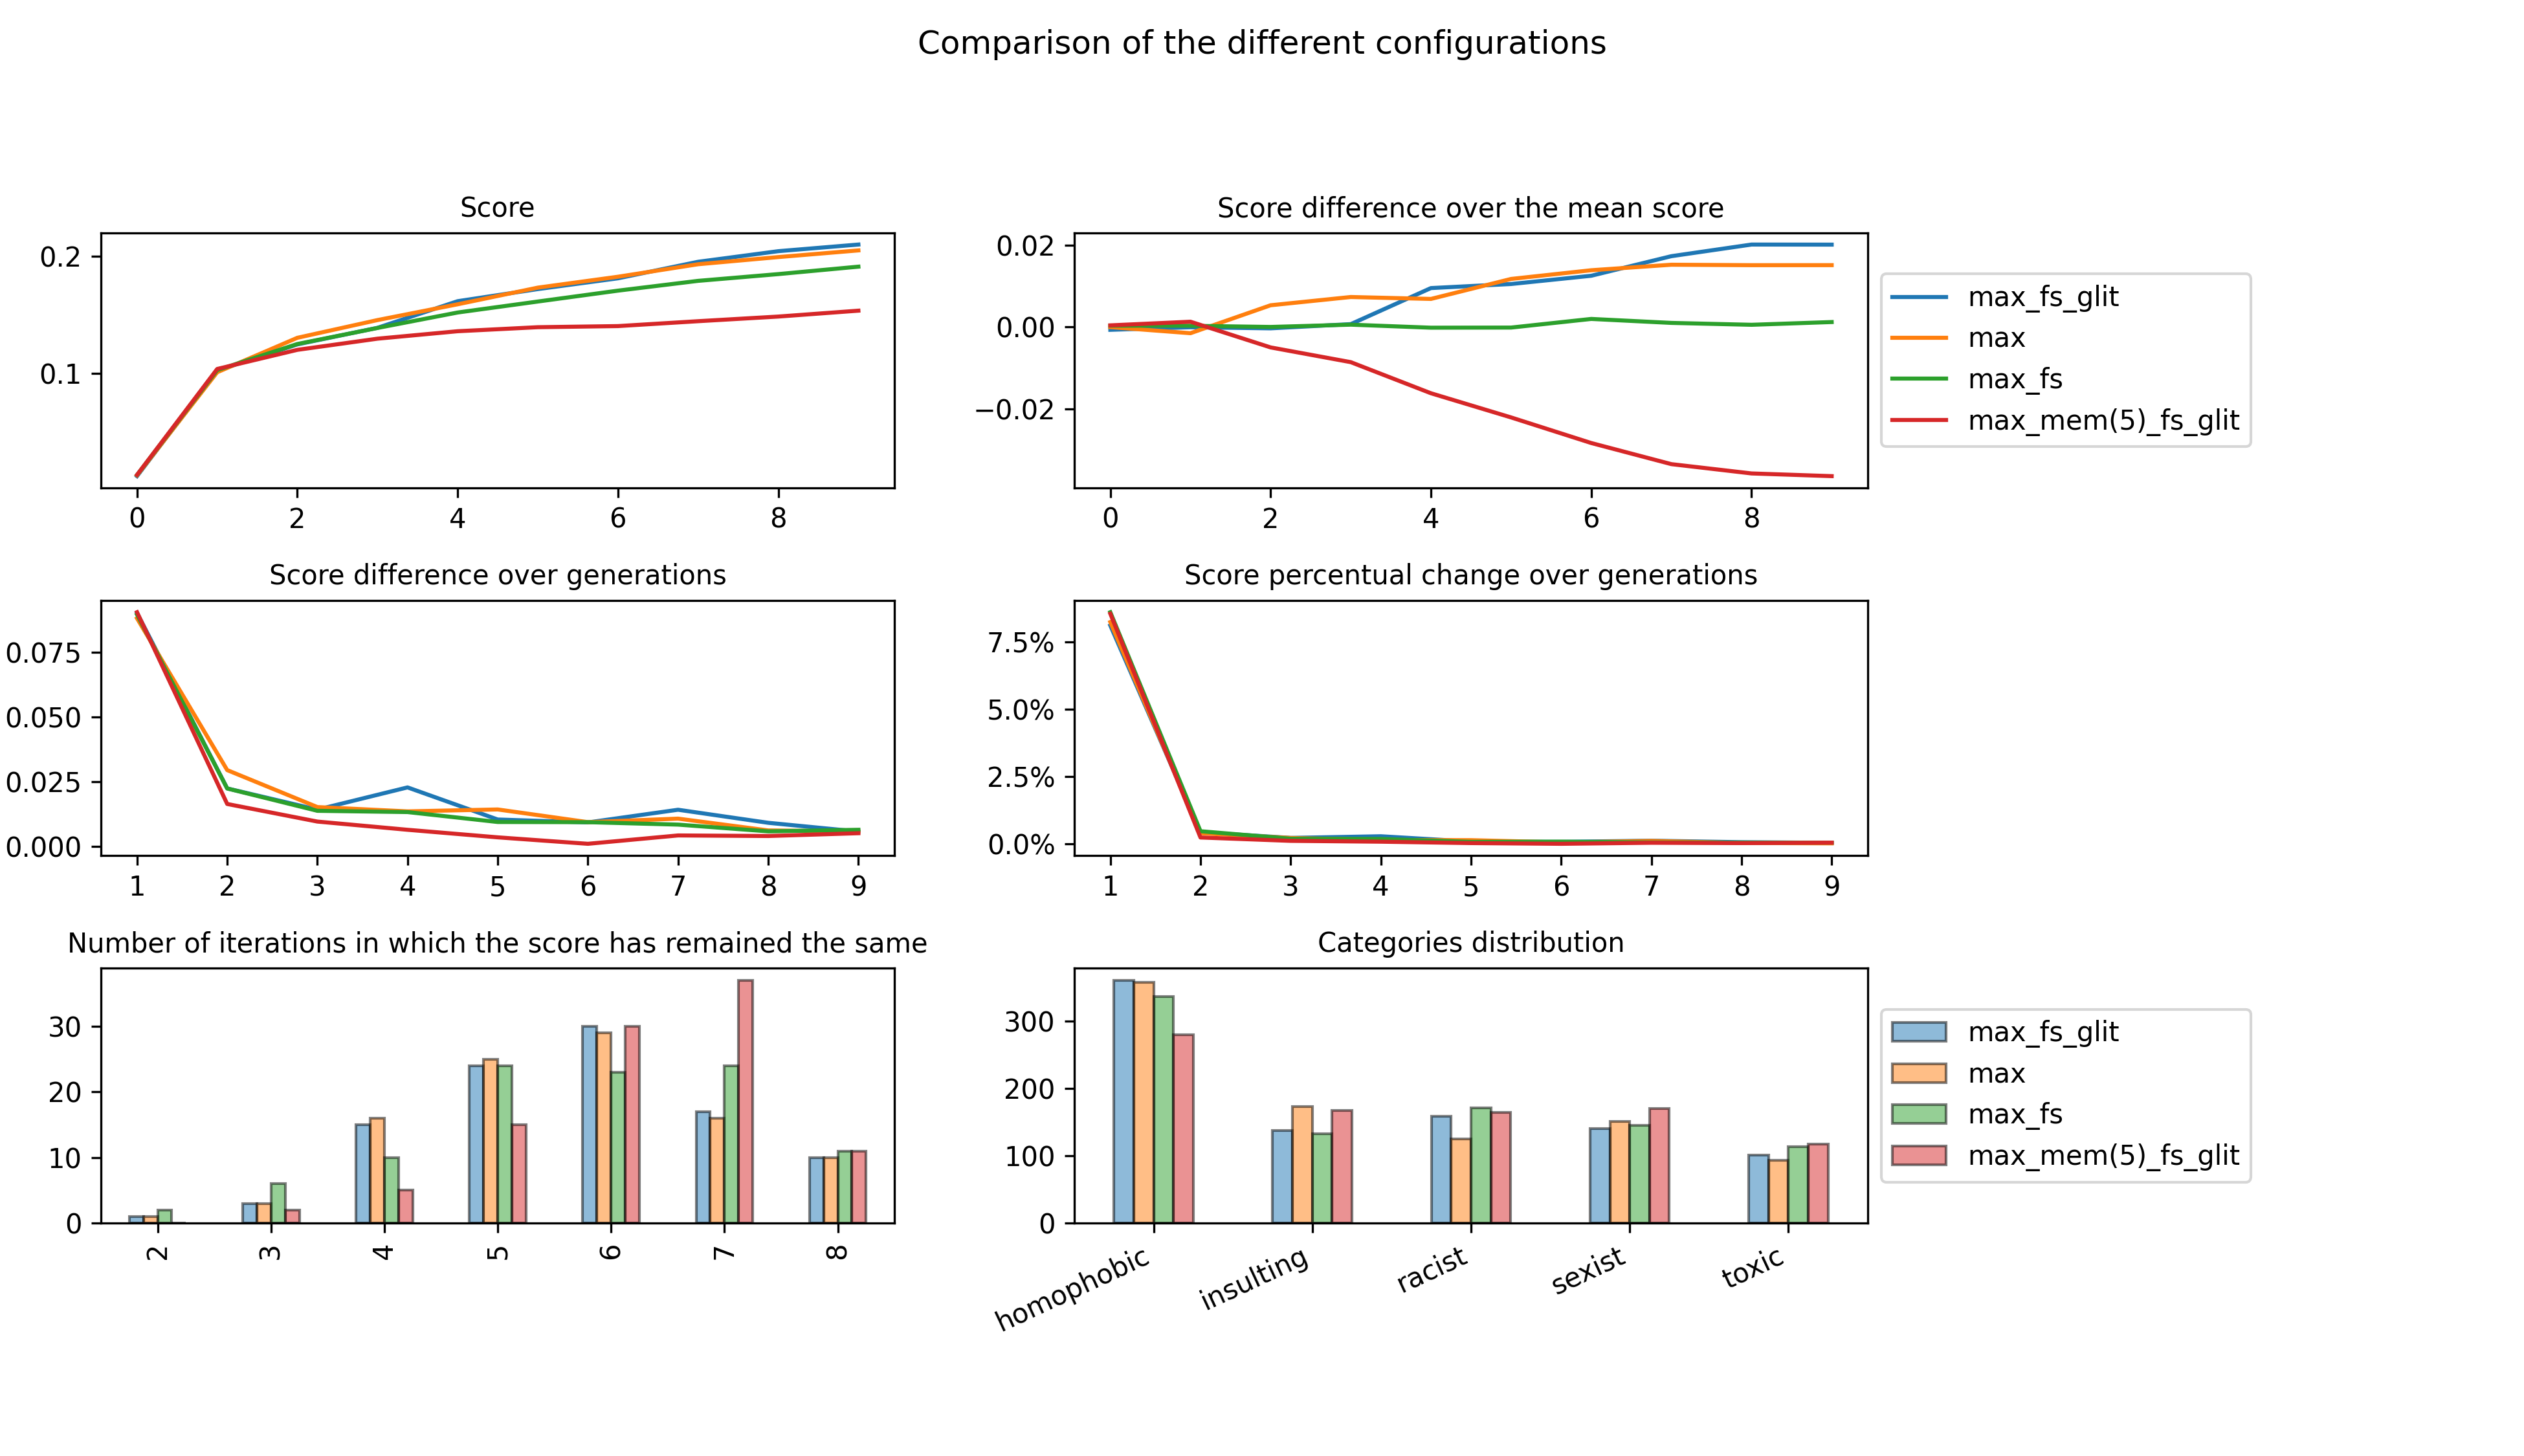 Comparison of the different configurations
Score
0.2
0.1
0 2 4 6 8
Score difference over the mean score
0.02
0.00
−0.02
0 2 4 6 8
max_fs_glit
max
max_fs
max_mem(5)_fs_glit
Score difference over generations
0.075
0.050
0.025
0.000
1 2 3 4 5 6 7 8 9
Score percentual change over generations
7.5%
5.0%
2.5%
0.0%
1 2 3 4 5 6 7 8 9
Number of iterations in which the score has remained the same
30
20
10
0
2 3 4 5 6 7 8
Categories distribution
300
200
100
0
homophobic insulting racist sexist toxic
max_fs_glit
max
max_fs
max_mem(5)_fs_glit